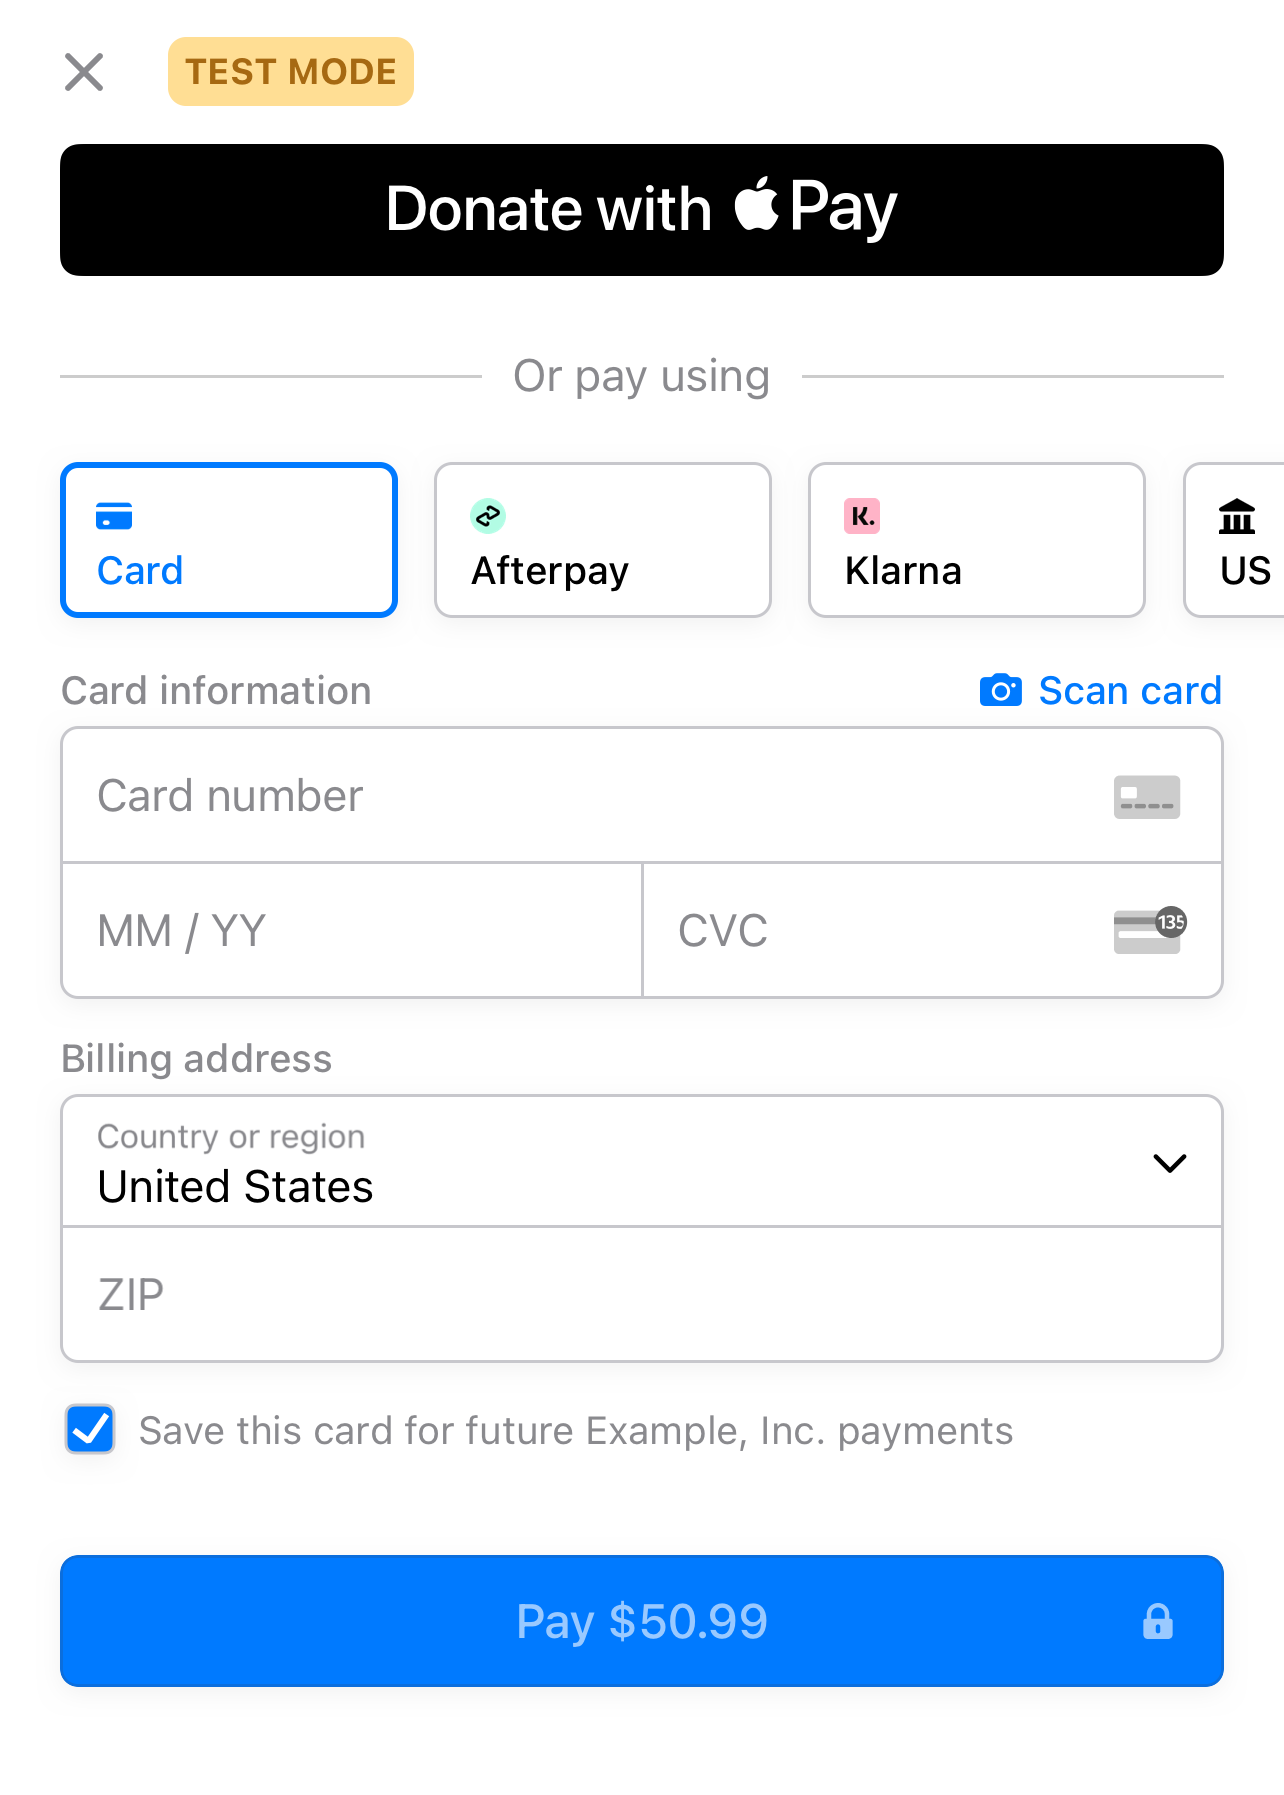 TEST MODE
Donate with Pay
Or pay using
Card
Afterpay
K.
Klarna
US
Card information
Scan card
Card number
MM / YY
CVC
135
Billing address
Country or region
United States
ZIP
Save this card for future Example, Inc. payments
Pay $50.99